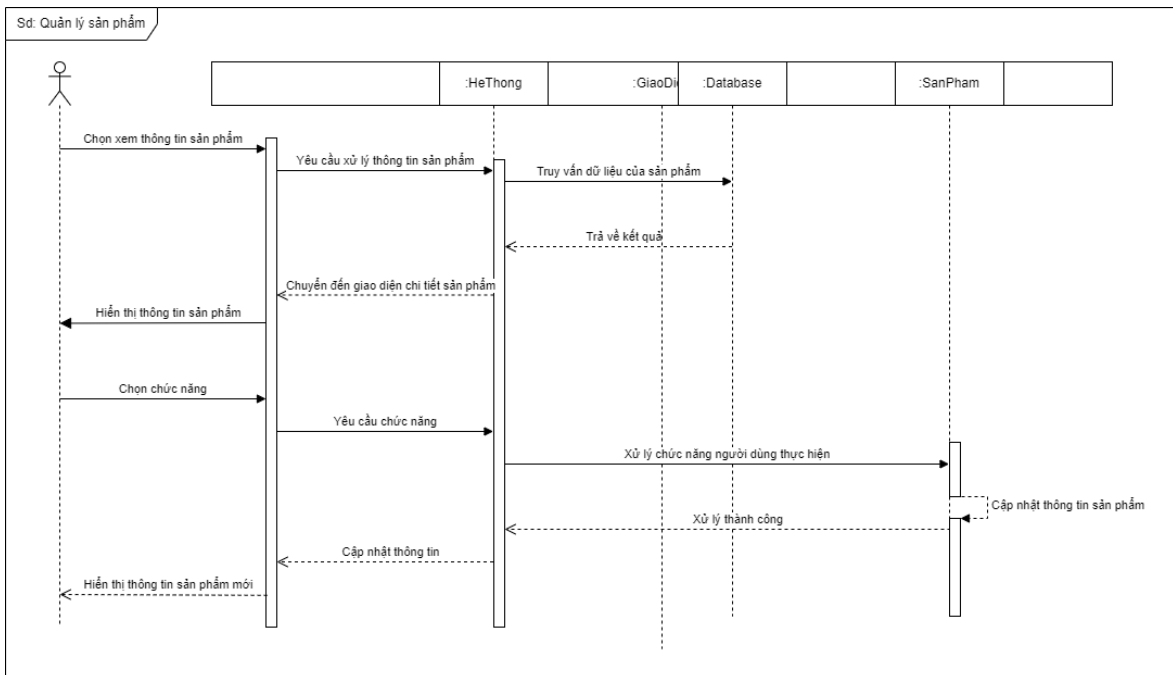 Sd: Quản lý sản phẩm
:HeThong
:GiaoDi
:Database
:SanPham
Chọn xem thông tin sản phẩm
Yêu cầu xử lý thông tin sản phẩm
Truy vấn dữ liệu của sản phẩm
Trả về kết quả
Chuyển đến giao diện chi tiết sản phẩm
Hiển thị thông tin sản phẩm
Chọn chức năng
Yêu cầu chức năng
Xử lý chức năng người dùng thực hiện
Cập nhật thông tin sản phẩm
Xử lý thành công
Cập nhật thông tin
Hiển thị thông tin sản phẩm mới